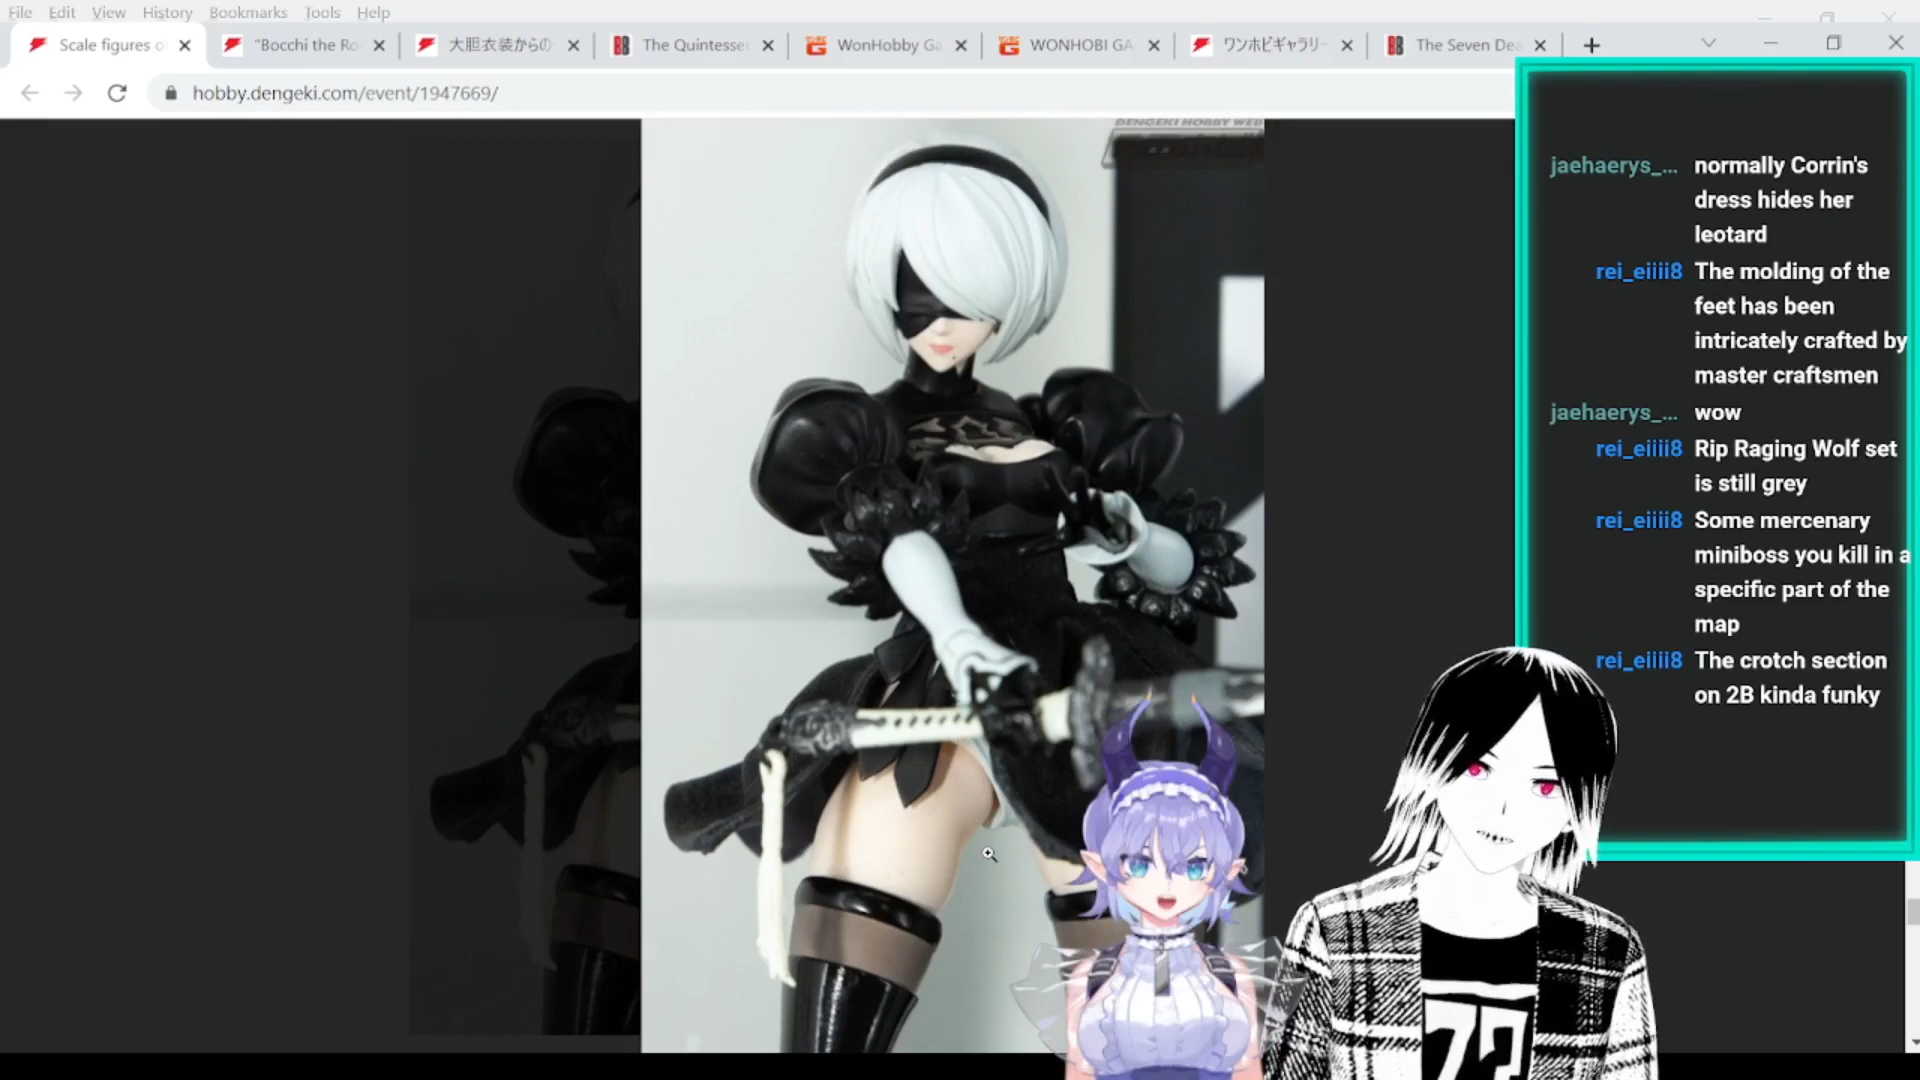 File Edit View History Bookmarks Tools Help
Scale figures o
"Bocchi the Ro
大胆衣装からの
The Quintesse
WonHobby Ga
WONHOBI GA
ワンホビギャラリー
The Seven Dea
hobby.dengeki.com/event/1947669/
DENGEKI HOBBY WEB
jaehaerys_... normally Corrin's
dress hides her
leotard
rei_eiiii8 The molding of the
feet has been
intricately crafted by
master craftsmen
jaehaerys_... wow
rei_eiiii8 Rip Raging Wolf set
is still grey
rei_eiiii8 Some mercenary
miniboss you kill in a
specific part of the
map
rei_eiiii8 The crotch section
on 2B kinda funky